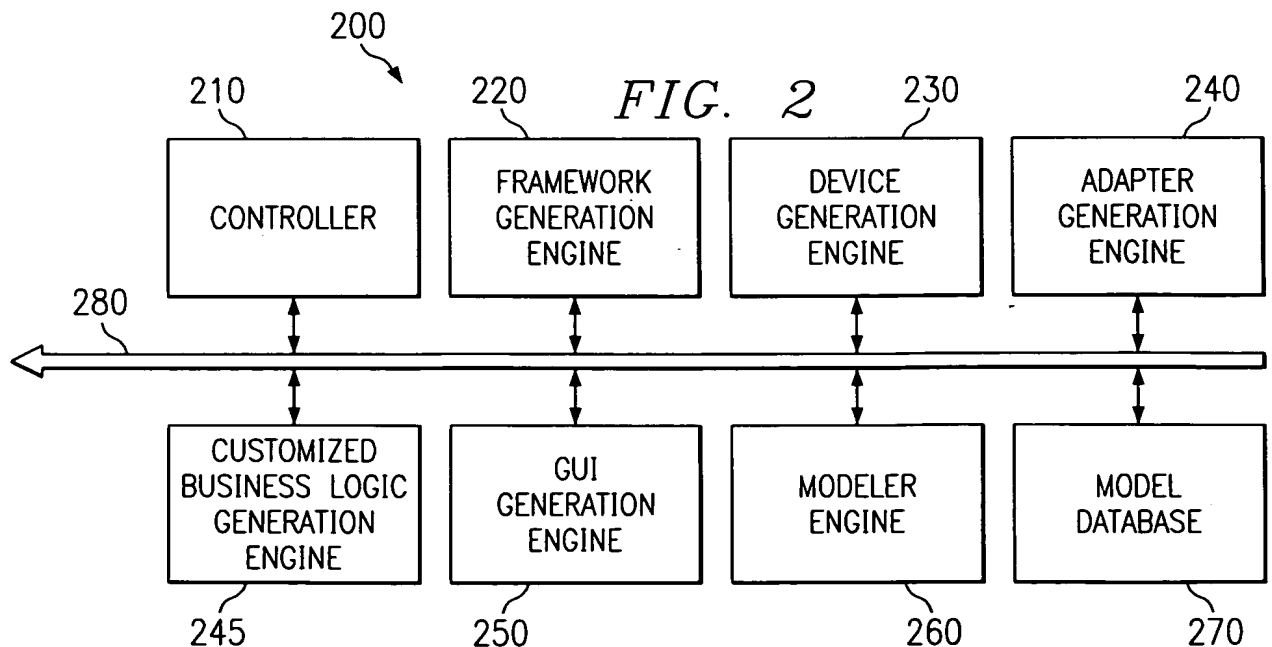 200
FIG. 2
210
220
230
240
CONTROLLER
FRAMEWORK
GENERATION
ENGINE
DEVICE
GENERATION
ENGINE
ADAPTER
GENERATION
ENGINE
280
CUSTOMIZED
BUSINESS LOGIC
GENERATION
ENGINE
GUI
GENERATION
ENGINE
MODELER
ENGINE
MODEL
DATABASE
245
250
260
270